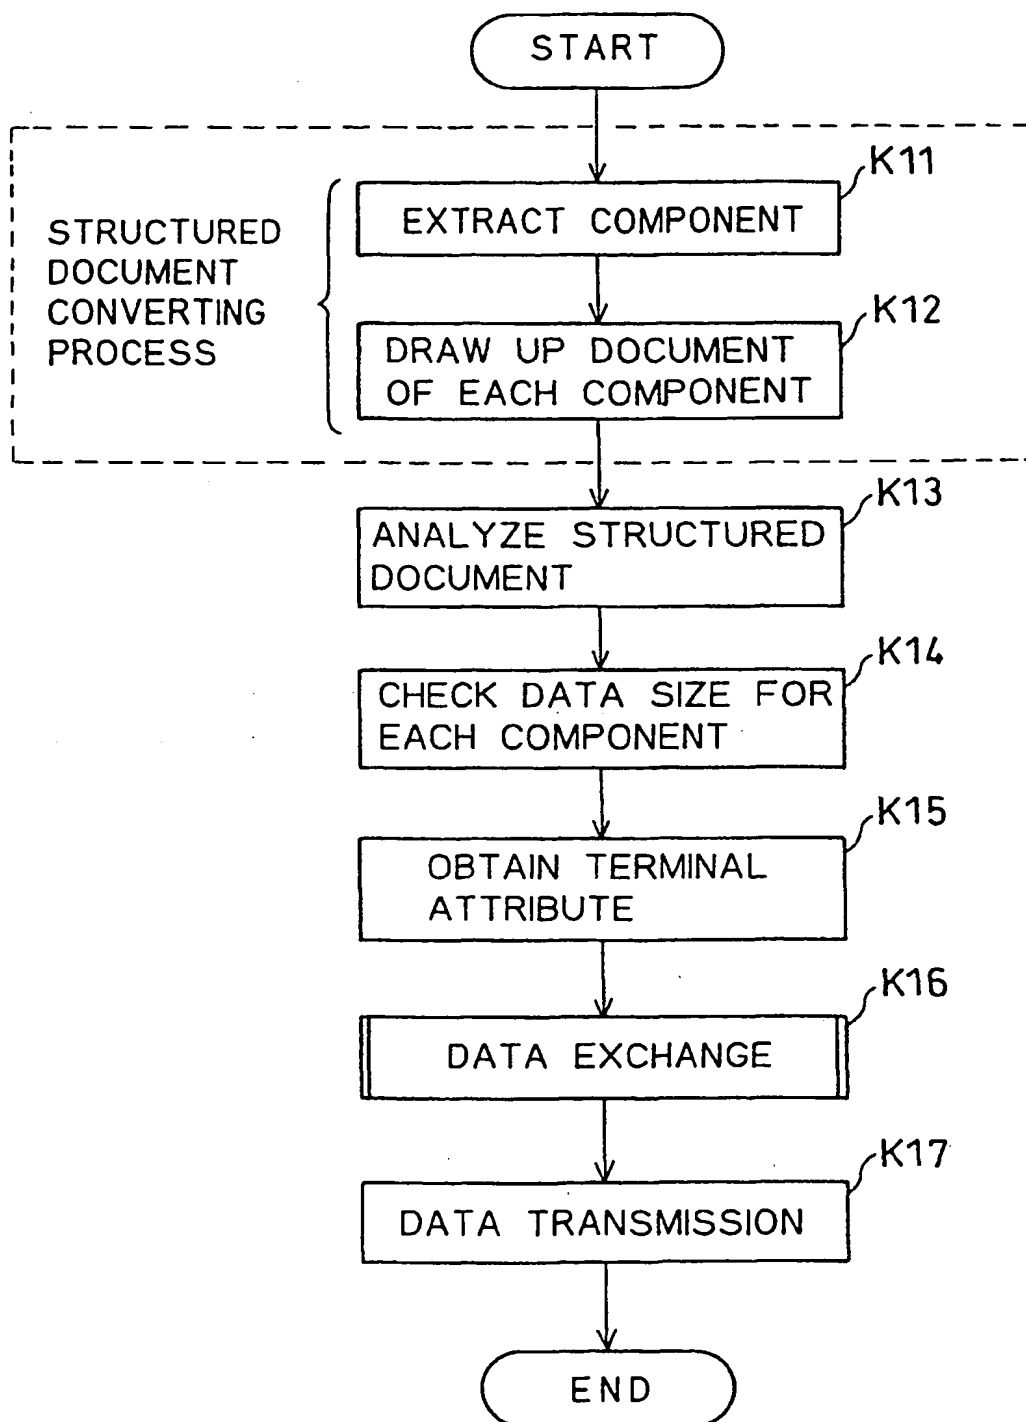 START
K11
EXTRACT COMPONENT
STRUCTURED
DOCUMENT
CONVERTING
PROCESS
K12
DRAW UP DOCUMENT
OF EACH COMPONENT
K13
ANALYZE STRUCTURED
DOCUMENT
K14
CHECK DATA SIZE FOR
EACH COMPONENT
K15
OBTAIN TERMINAL
ATTRIBUTE
K16
DATA EXCHANGE
K17
DATA TRANSMISSION
END